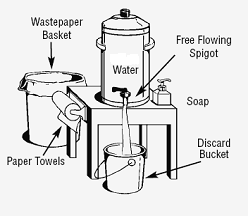 Wastepaper
Basket
Free Flowing
Spigot
Water
Soap
Paper Towels
Discard
Bucket